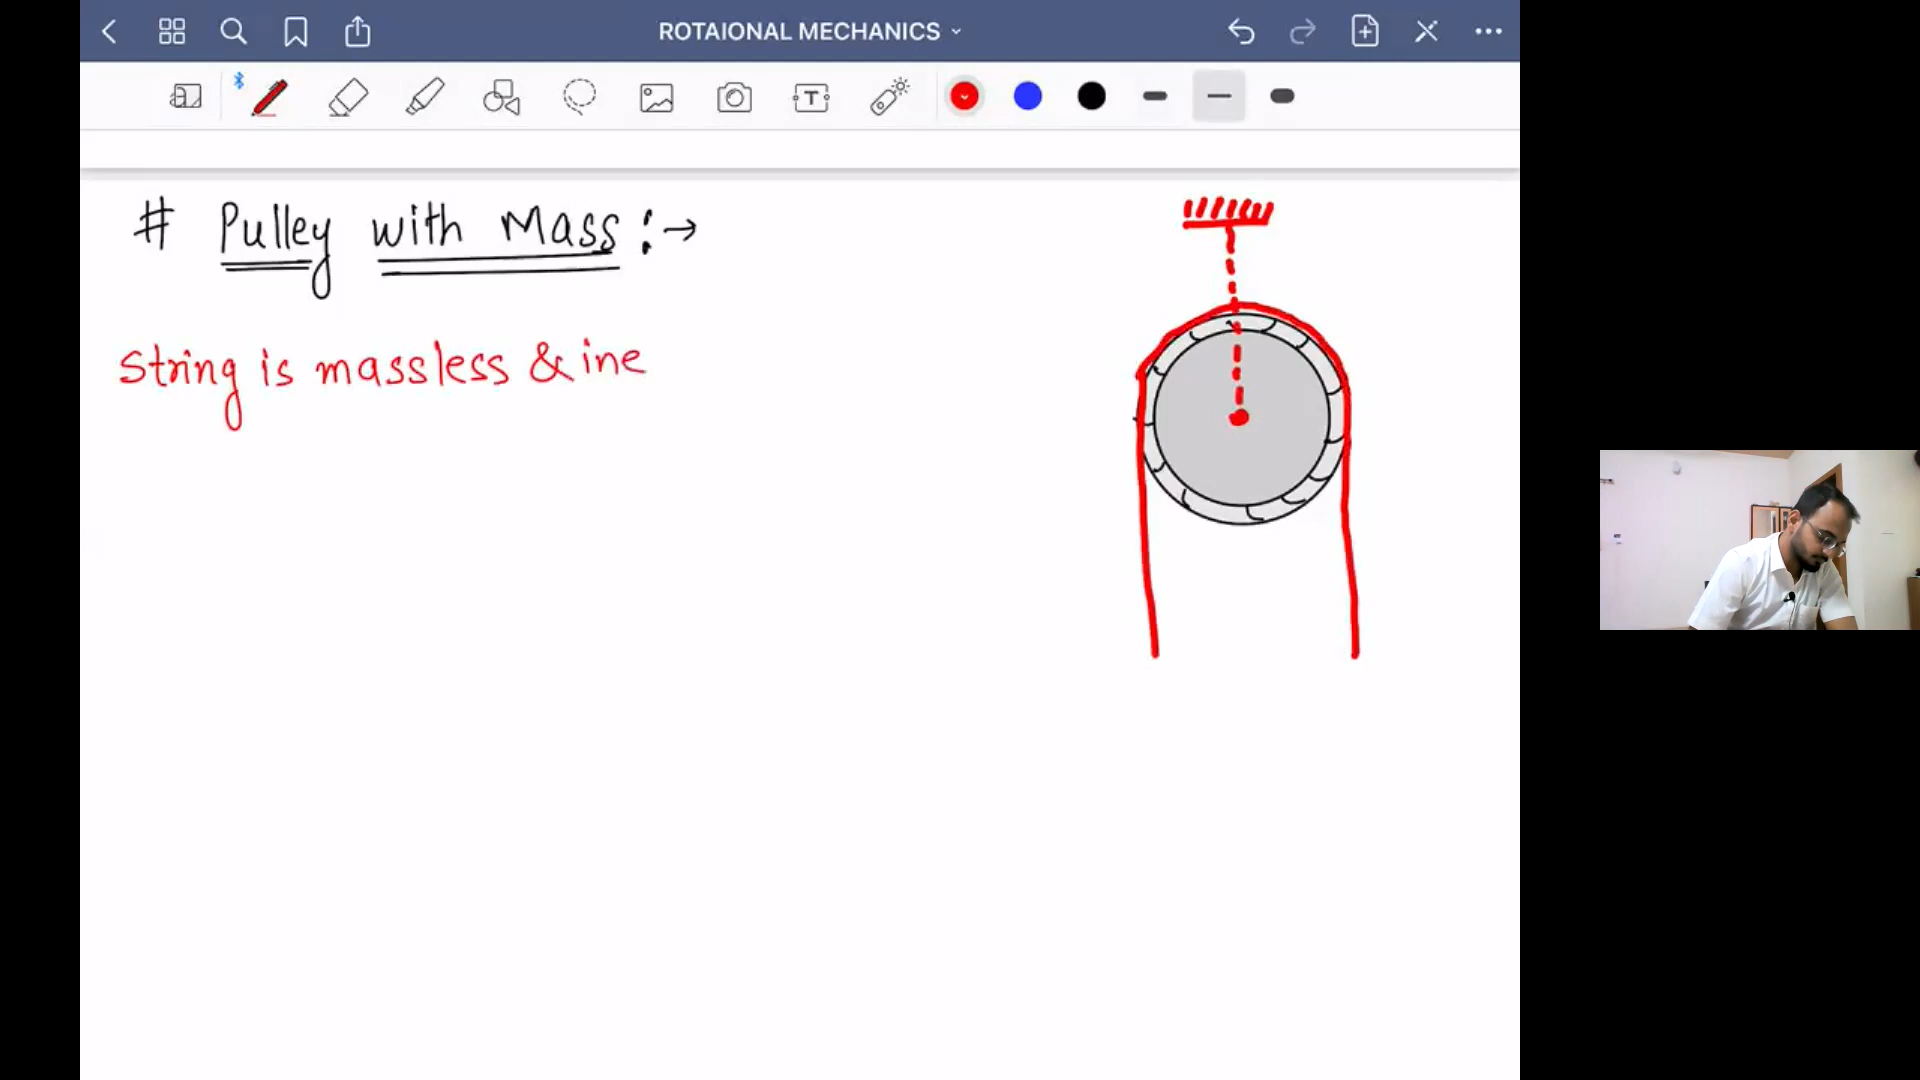 ROTAIONAL MECHANICS
# Pulley with Mass :→
String is massless & ine